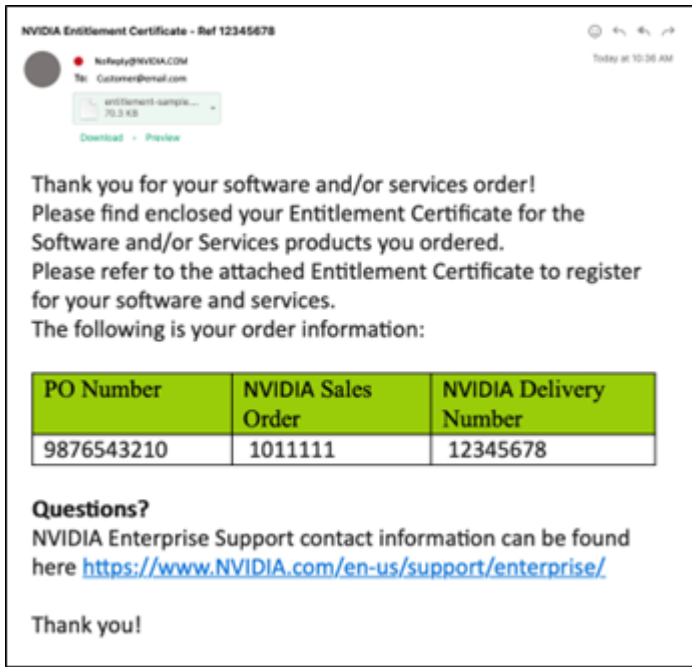 NVIDIA Entitlement Certificate - Ref 12345678
NoReply@NVIDIA.COM
Today at 10:36 AM
To: Customer@email.com
entitlement-sample....
70.3 KB
Download • Preview
Thank you for your software and/or services order!
Please find enclosed your Entitlement Certificate for the
Software and/or Services products you ordered.
Please refer to the attached Entitlement Certificate to register
for your software and services.
The following is your order information:
PO Number NVIDIA Sales Order NVIDIA Delivery Number
9876543210 1011111 12345678
Questions?
NVIDIA Enterprise Support contact information can be found
here https://www.NVIDIA.com/en-us/support/enterprise/
Thank you!